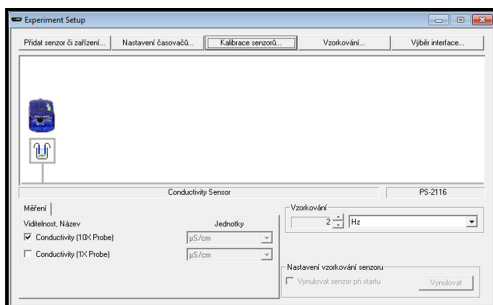 Experiment Setup
Přidat senzor či zařízení... Nastavení časovačů... Kalibrace senzorů... Vzorkování... Výběr interface...
Conductivity Sensor PS-2116
Měření
Viditelnost, Název Jednotky
Conductivity (10X Probe) µS/cm
Conductivity (1X Probe) µS/cm
Vzorkování
2 Hz
Nastavení vzorkování senzoru
Vynulovat senzor při startu Vynulovat